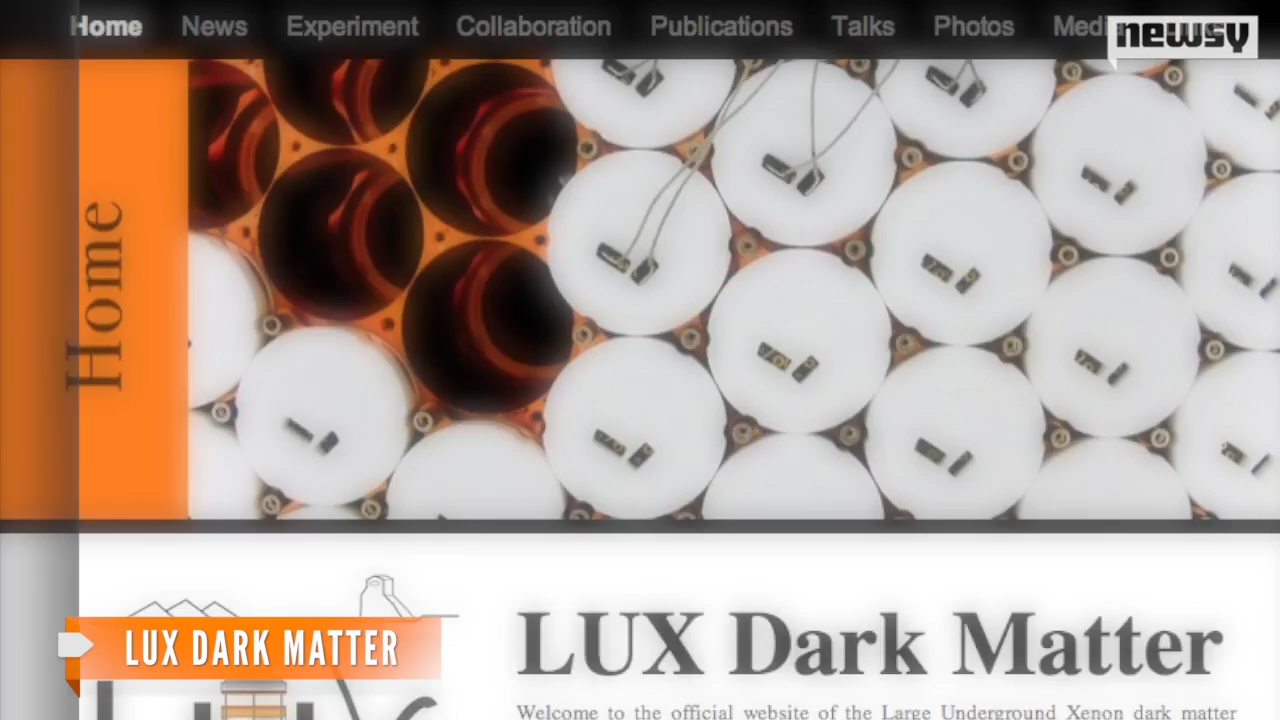 Home News Experiment Collaboration Publications Talks Photos
newsy
Home
LUX Dark Matter
LUX DARK MATTER
Welcome to the official website of the Large Underground Xenon dark matter